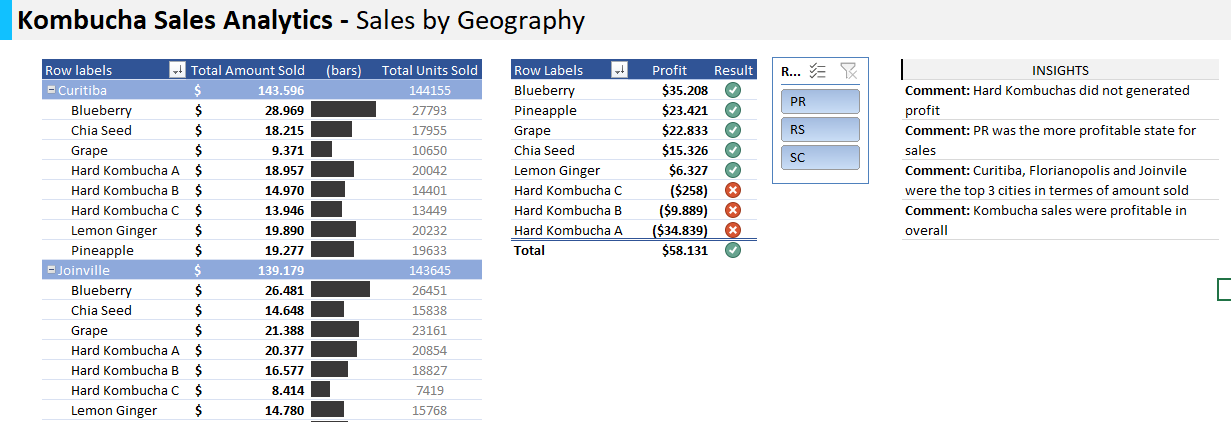 Kombucha Sales Analytics - Sales by Geography
Row labels Total Amount Sold (bars) Total Units Sold
Curitiba $ 143.596 144155
Blueberry $ 28.969 27793
Chia Seed $ 18.215 17955
Grape $ 9.371 10650
Hard Kombucha A $ 18.957 20042
Hard Kombucha B $ 14.970 14401
Hard Kombucha C $ 13.946 13449
Lemon Ginger $ 19.890 20232
Pineapple $ 19.277 19633
Joinville $ 139.179 143645
Blueberry $ 26.481 26451
Chia Seed $ 14.648 15838
Grape $ 21.388 23161
Hard Kombucha A $ 20.377 20854
Hard Kombucha B $ 16.577 18827
Hard Kombucha C $ 8.414 7419
Lemon Ginger $ 14.780 15768
Row Labels Profit Result
Blueberry $35.208
Pineapple $23.421
Grape $22.833
Chia Seed $15.326
Lemon Ginger $6.327
Hard Kombucha C ($258)
Hard Kombucha B ($9.889)
Hard Kombucha A ($34.839)
Total $58.131
R...
PR
RS
SC
INSIGHTS
Comment: Hard Kombuchas did not generated
profit
Comment: PR was the more profitable state for
sales
Comment: Curitiba, Florianopolis and Joinvile
were the top 3 cities in termes of amount sold
Comment: Kombucha sales were profitable in
overall